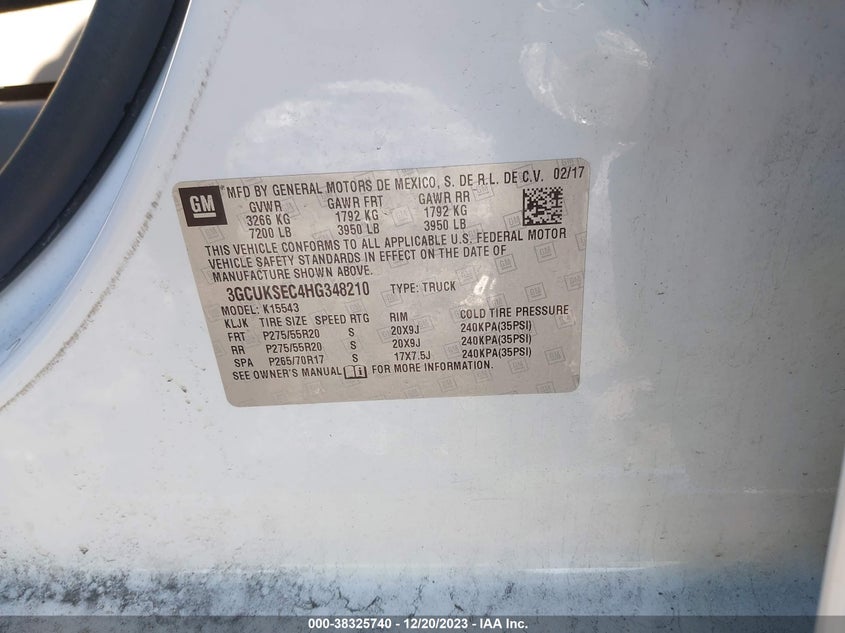 GM
MFD BY GENERAL MOTORS DE MEXICO, S. DE R.L. DE C.V. 02/17
GVWR GAWR FRT GAWR RR
3266 KG 1792 KG 1792 KG
7200 LB 3950 LB 3950 LB
THIS VEHICLE CONFORMS TO ALL APPLICABLE U.S. FEDERAL MOTOR
VEHICLE SAFETY STANDARDS IN EFFECT ON THE DATE OF
MANUFACTURE SHOWN ABOVE.
3GCUKSEC4HG348210 TYPE: TRUCK
MODEL: K15543
KLJK TIRE SIZE SPEED RTG RIM COLD TIRE PRESSURE
FRT P275/55R20 S 20X9J 240KPA(35PSI)
RR P275/55R20 S 20X9J 240KPA(35PSI)
SPA P265/70R17 S 17X7.5J 240KPA(35PSI)
SEE OWNER'S MANUAL FOR MORE INFORMATION.
000-38325740 - 12/20/2023 - IAA Inc.